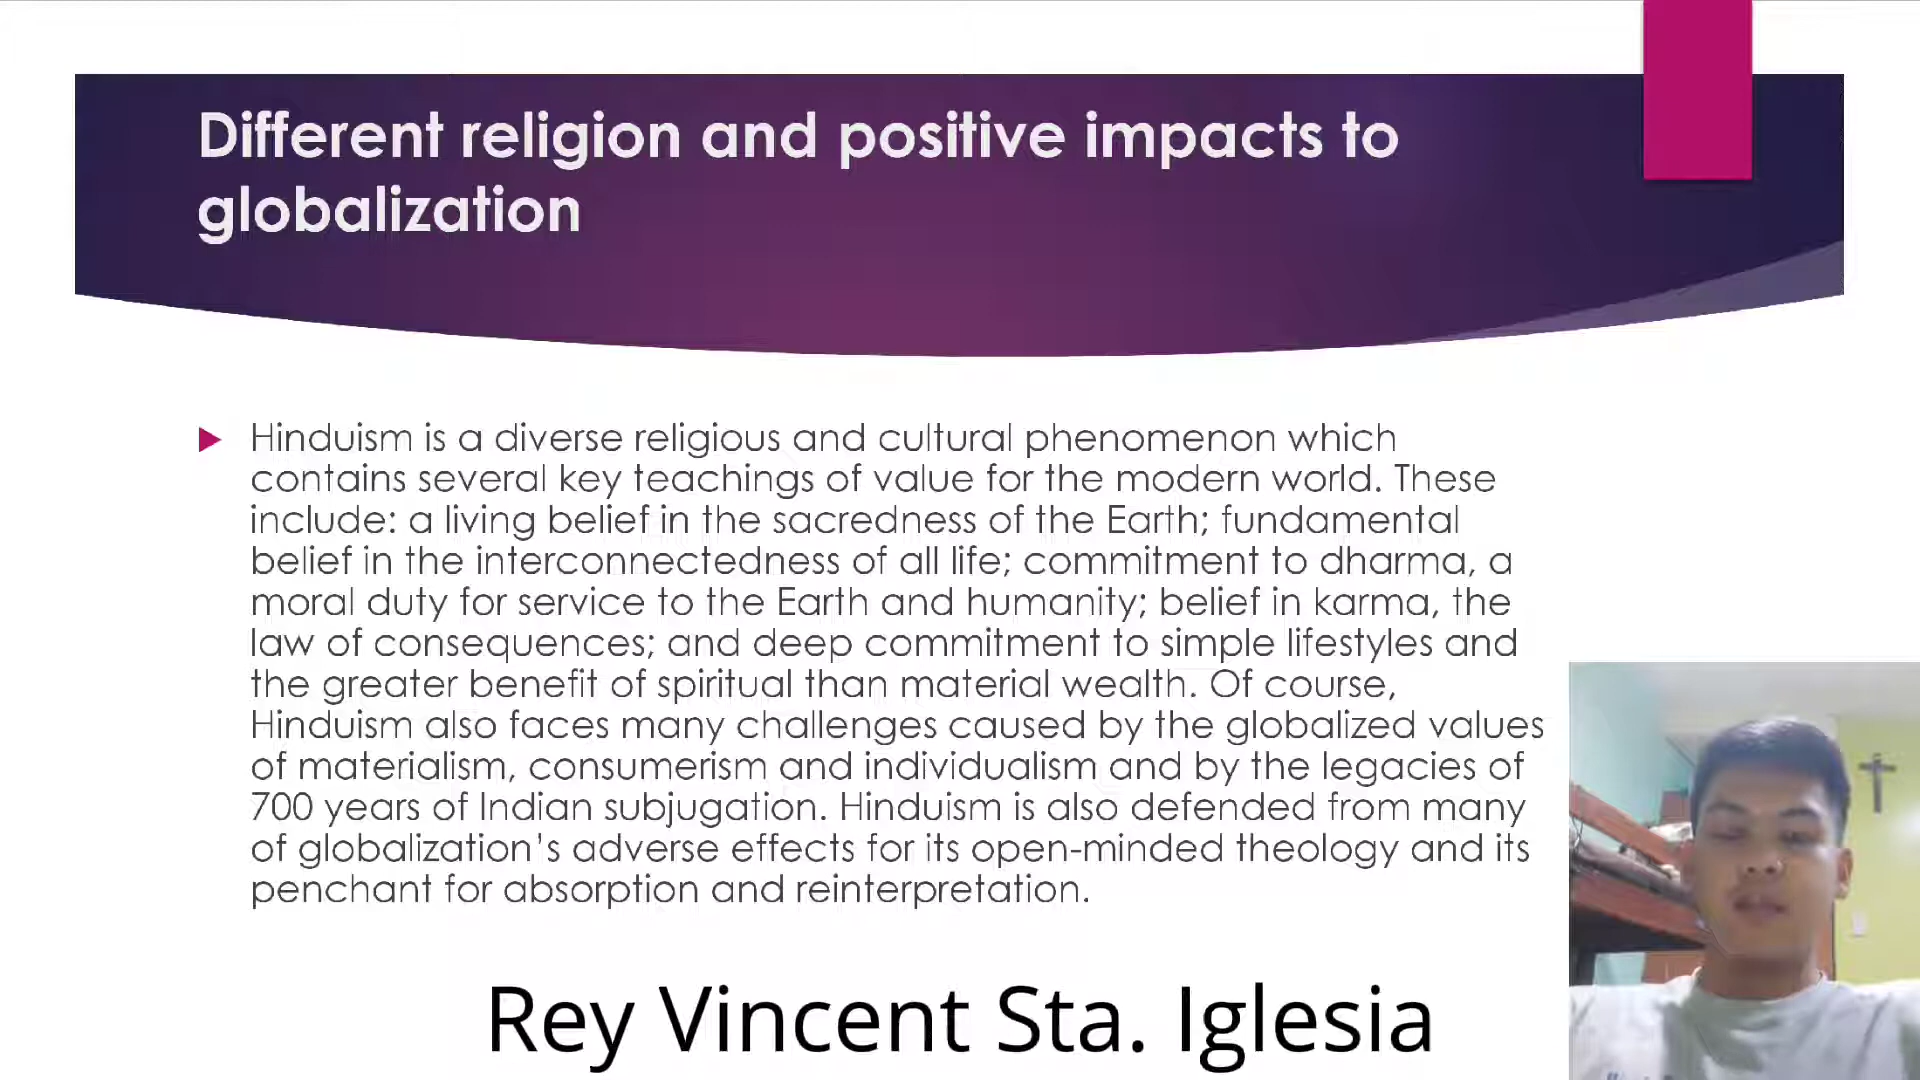 Different religion and positive impacts to
globalization
Hinduism is a diverse religious and cultural phenomenon which
contains several key teachings of value for the modern world. These
include: a living belief in the sacredness of the Earth; fundamental
belief in the interconnectedness of all life; commitment to dharma, a
moral duty for service to the Earth and humanity; belief in karma, the
law of consequences; and deep commitment to simple lifestyles and
the greater benefit of spiritual than material wealth. Of course,
Hinduism also faces many challenges caused by the globalized values
of materialism, consumerism and individualism and by the legacies of
700 years of Indian subjugation. Hinduism is also defended from many
of globalization’s adverse effects for its open-minded theology and its
penchant for absorption and reinterpretation.
Rey Vincent Sta. Iglesia